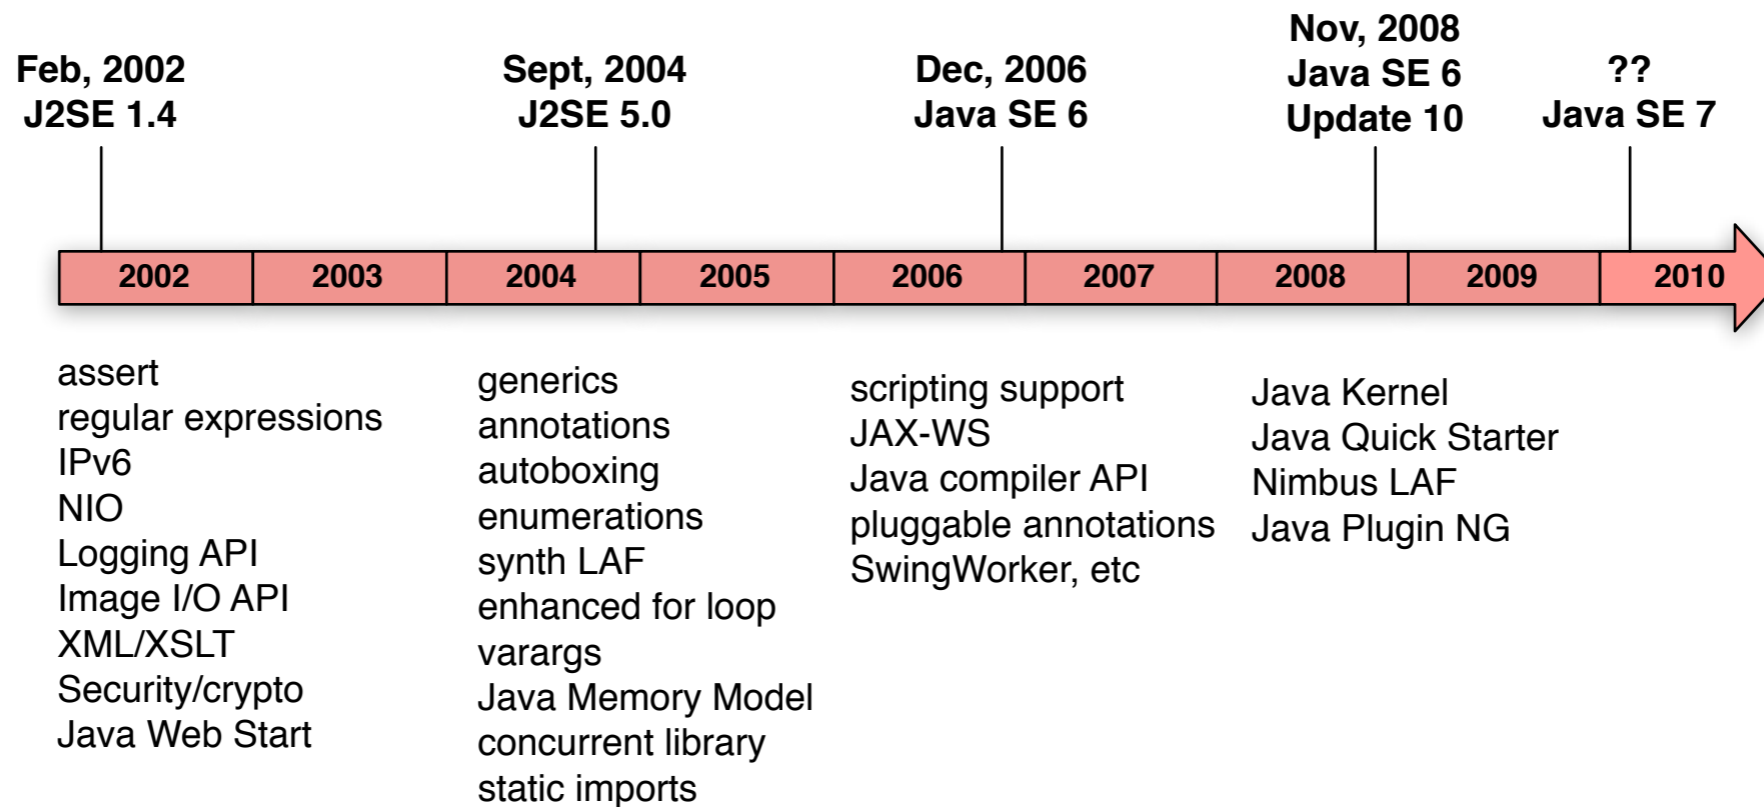 Feb, 2002
J2SE 1.4
Sept, 2004
J2SE 5.0
Dec, 2006
Java SE 6
Nov, 2008
Java SE 6
Update 10
??
Java SE 7
2002
2003
2004
2005
2006
2007
2008
2009
2010
assert
regular expressions
IPv6
NIO
Logging API
Image I/O API
XML/XSLT
Security/crypto
Java Web Start
generics
annotations
autoboxing
enumerations
synth LAF
enhanced for loop
varargs
Java Memory Model
concurrent library
static imports
scripting support
JAX-WS
Java compiler API
pluggable annotations
SwingWorker, etc
Java Kernel
Java Quick Starter
Nimbus LAF
Java Plugin NG